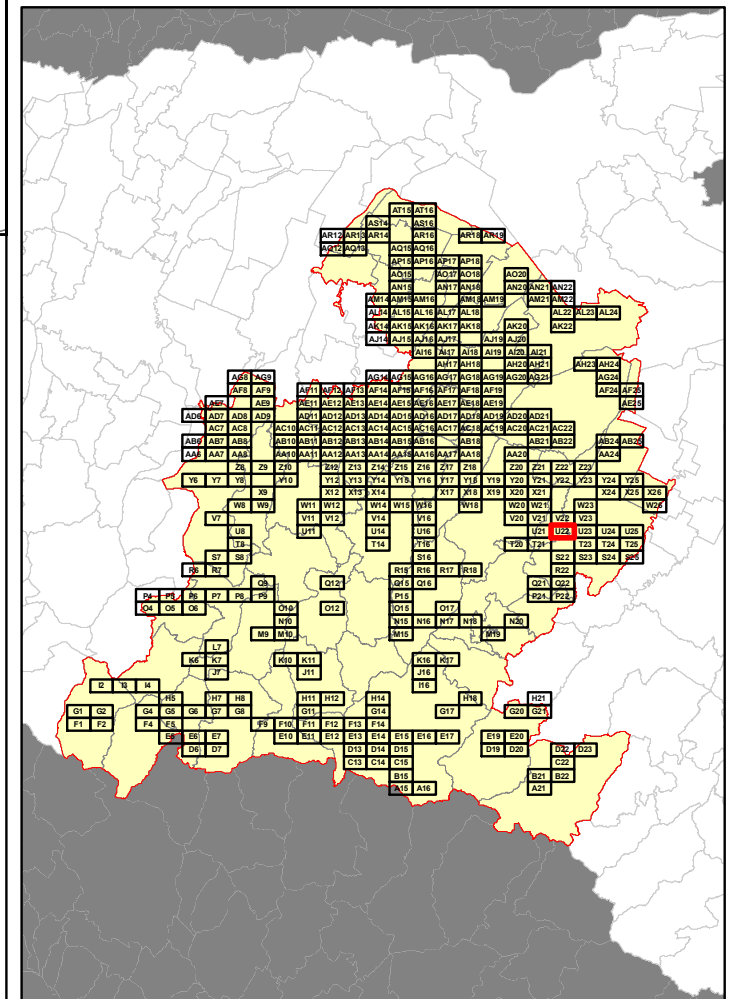 AT15 AT16
AS14 AS16
AR12 AR13 AR14 AR16 AR18 AR19
AQ12 AQ13 AQ15 AQ16
AP15 AP16 AP17 AP18
AO15 AO17 AO18 AO20
AN15 AN17 AN18 AN20 AN21 AN22
AM14 AM15 AM16 AM18 AM19 AM21 AM22
AL14 AL15 AL16 AL17 AL18 AL22 AL23 AL24
AK14 AK15 AK16 AK17 AK18 AK20 AK22
AJ14 AJ15 AJ16 AJ17 AJ19 AJ20
AI16 AI17 AI18 AI19 AI20 AI21
AH17 AH18 AH20 AH21 AH23 AH24
AG8 AG9 AG14 AG15 AG16 AG17 AG18 AG19 AG20 AG21 AG24
AF8 AF9 AF11 AF12 AF13 AF14 AF15 AF16 AF17 AF18 AF19 AF24 AF25
AE7 AE9 AE11 AE12 AE13 AE14 AE15 AE16 AE17 AE18 AE19 AE25
AD6 AD7 AD8 AD9 AD11 AD12 AD13 AD14 AD15 AD16 AD17 AD18 AD19 AD20 AD21
AC7 AC8 AC10 AC11 AC12 AC13 AC14 AC15 AC16 AC17 AC18 AC19 AC20 AC21 AC22
AB6 AB7 AB8 AB10 AB11 AB12 AB13 AB14 AB15 AB16 AB18 AB21 AB22 AB24 AB25
AA6 AA7 AA8 AA10 AA11 AA12 AA13 AA14 AA15 AA16 AA17 AA18 AA20 AA24
Z8 Z9 Z10 Z12 Z13 Z14 Z15 Z16 Z17 Z18 Z20 Z21 Z22 Z23
Y6 Y7 Y8 Y10 Y12 Y13 Y14 Y15 Y16 Y17 Y18 Y19 Y20 Y21 Y22 Y23 Y24 Y25
X9 X12 X13 X14 X17 X18 X19 X20 X21 X24 X25 X26
W8 W9 W11 W12 W14 W15 W16 W18 W20 W21 W23 W26
V7 V11 V12 V14 V16 V20 V21 V22 V23
U8 U11 U14 U16 U21 U22 U23 U24 U25
T8 T14 T16 T20 T21 T23 T24 T25
S7 S8 S16 S22 S23 S24 S25
R6 R7 R15 R16 R17 R18 R22
Q9 Q12 Q15 Q16 Q21 Q22
P4 P5 P6 P7 P8 P9 P15 P21 P22
O4 O5 O6 O10 O12 O15 O17
N10 N15 N16 N17 N18 N20
M9 M10 M15 M19
L7
K6 K7 K10 K11 K16 K17
J7 J11 J16
I2 I3 I4 I16
H5 H7 H8 H11 H12 H14 H18 H21
G1 G2 G4 G5 G6 G7 G8 G11 G14 G17 G20 G21
F1 F2 F4 F5 F9 F10 F11 F12 F13 F14
E5 E6 E7 E10 E11 E12 E13 E14 E15 E16 E17 E19 E20
D6 D7 D13 D14 D15 D19 D20 D22 D23
C13 C14 C15 C22
B15 B21 B22
A15 A16 A21